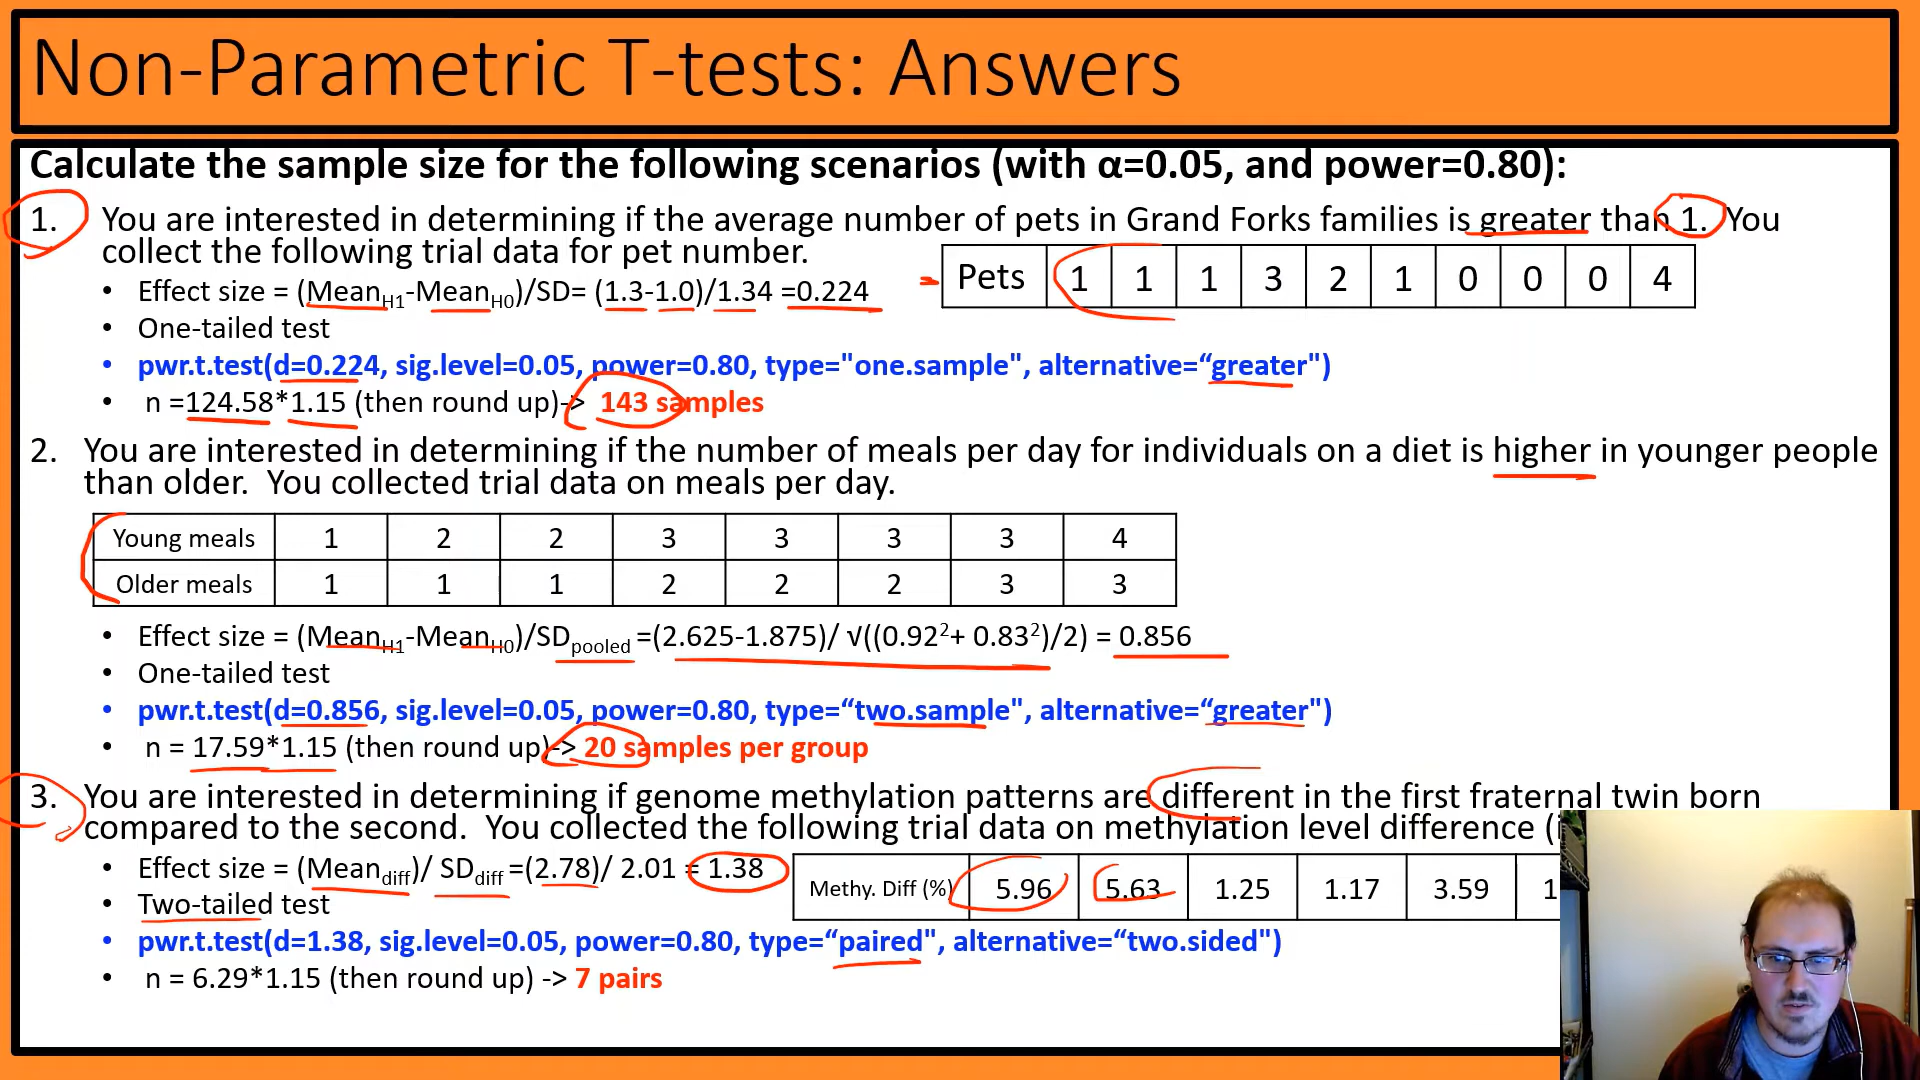 Non-Parametric T-tests: Answers
Calculate the sample size for the following scenarios (with α=0.05, and power=0.80):
1. You are interested in determining if the average number of pets in Grand Forks families is greater than 1. You
collect the following trial data for pet number.
Pets 1 1 1 3 2 1 0 0 0 4
• Effect size = (MeanH1-MeanH0)/SD= (1.3-1.0)/1.34 =0.224
• One-tailed test
• pwr.t.test(d=0.224, sig.level=0.05, power=0.80, type="one.sample", alternative=“greater")
• n =124.58*1.15 (then round up)-> 143 samples
2. You are interested in determining if the number of meals per day for individuals on a diet is higher in younger people
than older. You collected trial data on meals per day.
Young meals 1 2 2 3 3 3 3 4
Older meals 1 1 1 2 2 2 3 3
• Effect size = (MeanH1-MeanH0)/SDpooled =(2.625-1.875)/ √((0.92²+ 0.83²)/2) = 0.856
• One-tailed test
• pwr.t.test(d=0.856, sig.level=0.05, power=0.80, type=“two.sample", alternative=“greater")
• n = 17.59*1.15 (then round up)-> 20 samples per group
3. You are interested in determining if genome methylation patterns are different in the first fraternal twin born
compared to the second. You collected the following trial data on methylation level difference (
• Effect size = (Meandiff)/ SDdiff =(2.78)/ 2.01 = 1.38
Methy. Diff (%) 5.96 5.63 1.25 1.17 3.59 1
• Two-tailed test
• pwr.t.test(d=1.38, sig.level=0.05, power=0.80, type=“paired", alternative=“two.sided")
• n = 6.29*1.15 (then round up) -> 7 pairs